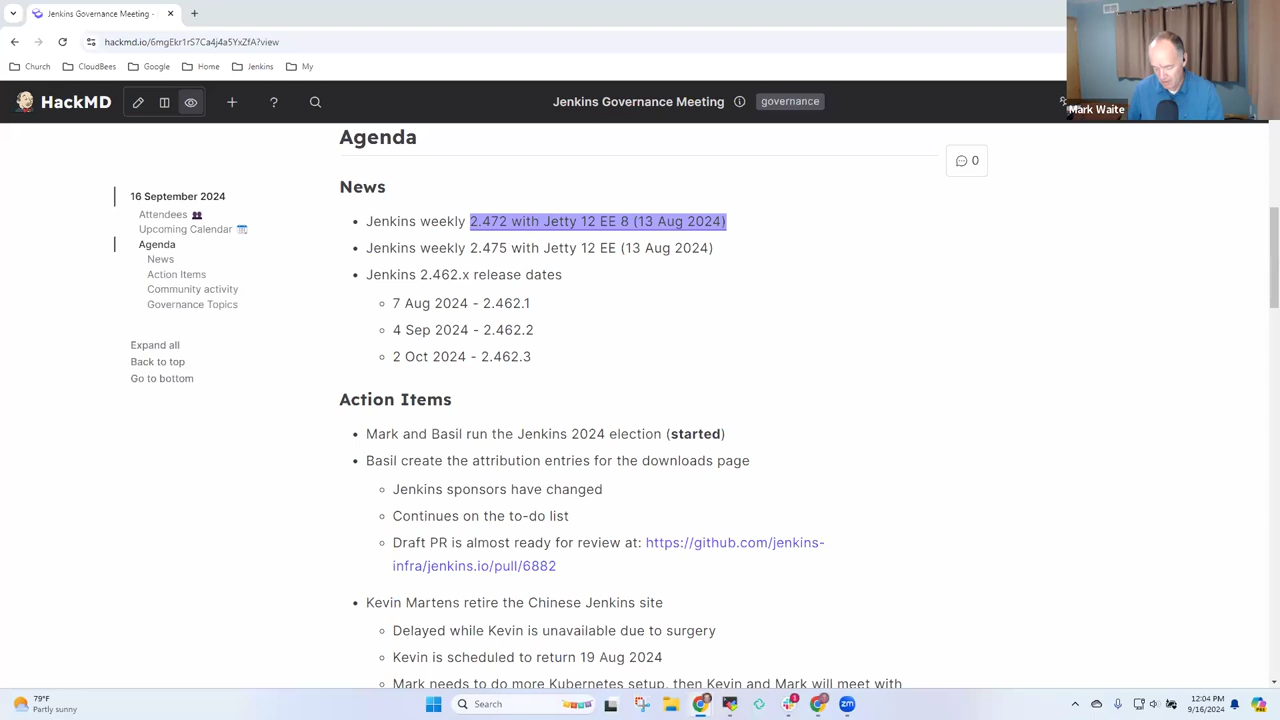 Jenkins Governance Meeting -
hackmd.io/6mgEkr1rS7Ca4j4a5YxZfA?view
Church
CloudBees
Google
Home
Jenkins
My
HackMD
Jenkins Governance Meeting
governance
Mark Waite
16 September 2024
Attendees
Upcoming Calendar
Agenda
News
Action Items
Community activity
Governance Topics
Expand all
Back to top
Go to bottom
Agenda
0
News
Jenkins weekly 2.472 with Jetty 12 EE 8 (13 Aug 2024)
Jenkins weekly 2.475 with Jetty 12 EE (13 Aug 2024)
Jenkins 2.462.x release dates
7 Aug 2024 - 2.462.1
4 Sep 2024 - 2.462.2
2 Oct 2024 - 2.462.3
Action Items
Mark and Basil run the Jenkins 2024 election (started)
Basil create the attribution entries for the downloads page
Jenkins sponsors have changed
Continues on the to-do list
Draft PR is almost ready for review at: https://github.com/jenkins-
infra/jenkins.io/pull/6882
Kevin Martens retire the Chinese Jenkins site
Delayed while Kevin is unavailable due to surgery
Kevin is scheduled to return 19 Aug 2024
Mark needs to do more Kubernetes setup, then Kevin and Mark will meet with
79°F
Partly sunny
Search
12:04 PM
9/16/2024